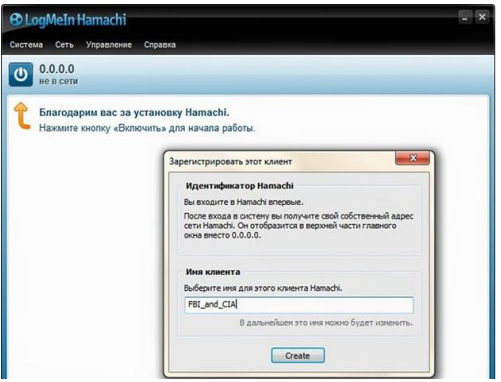 LogMeIn Hamachi
Система Сеть Управление Справка
0.0.0.0
не в сети
Благодарим вас за установку Hamachi.
Нажмите кнопку «Включить» для начала работы.
Зарегистрировать этот клиент
Идентификатор Hamachi
Вы входите в Hamachi впервые.
После входа в систему вы получите свой собственный адрес
сети Hamachi. Он отобразится в верхней части главного
окна вместо 0.0.0.0.
Имя клиента
Выберите имя для этого клиента Hamachi.
FBI_and_CIA
В дальнейшем это имя можно будет изменить.
Create